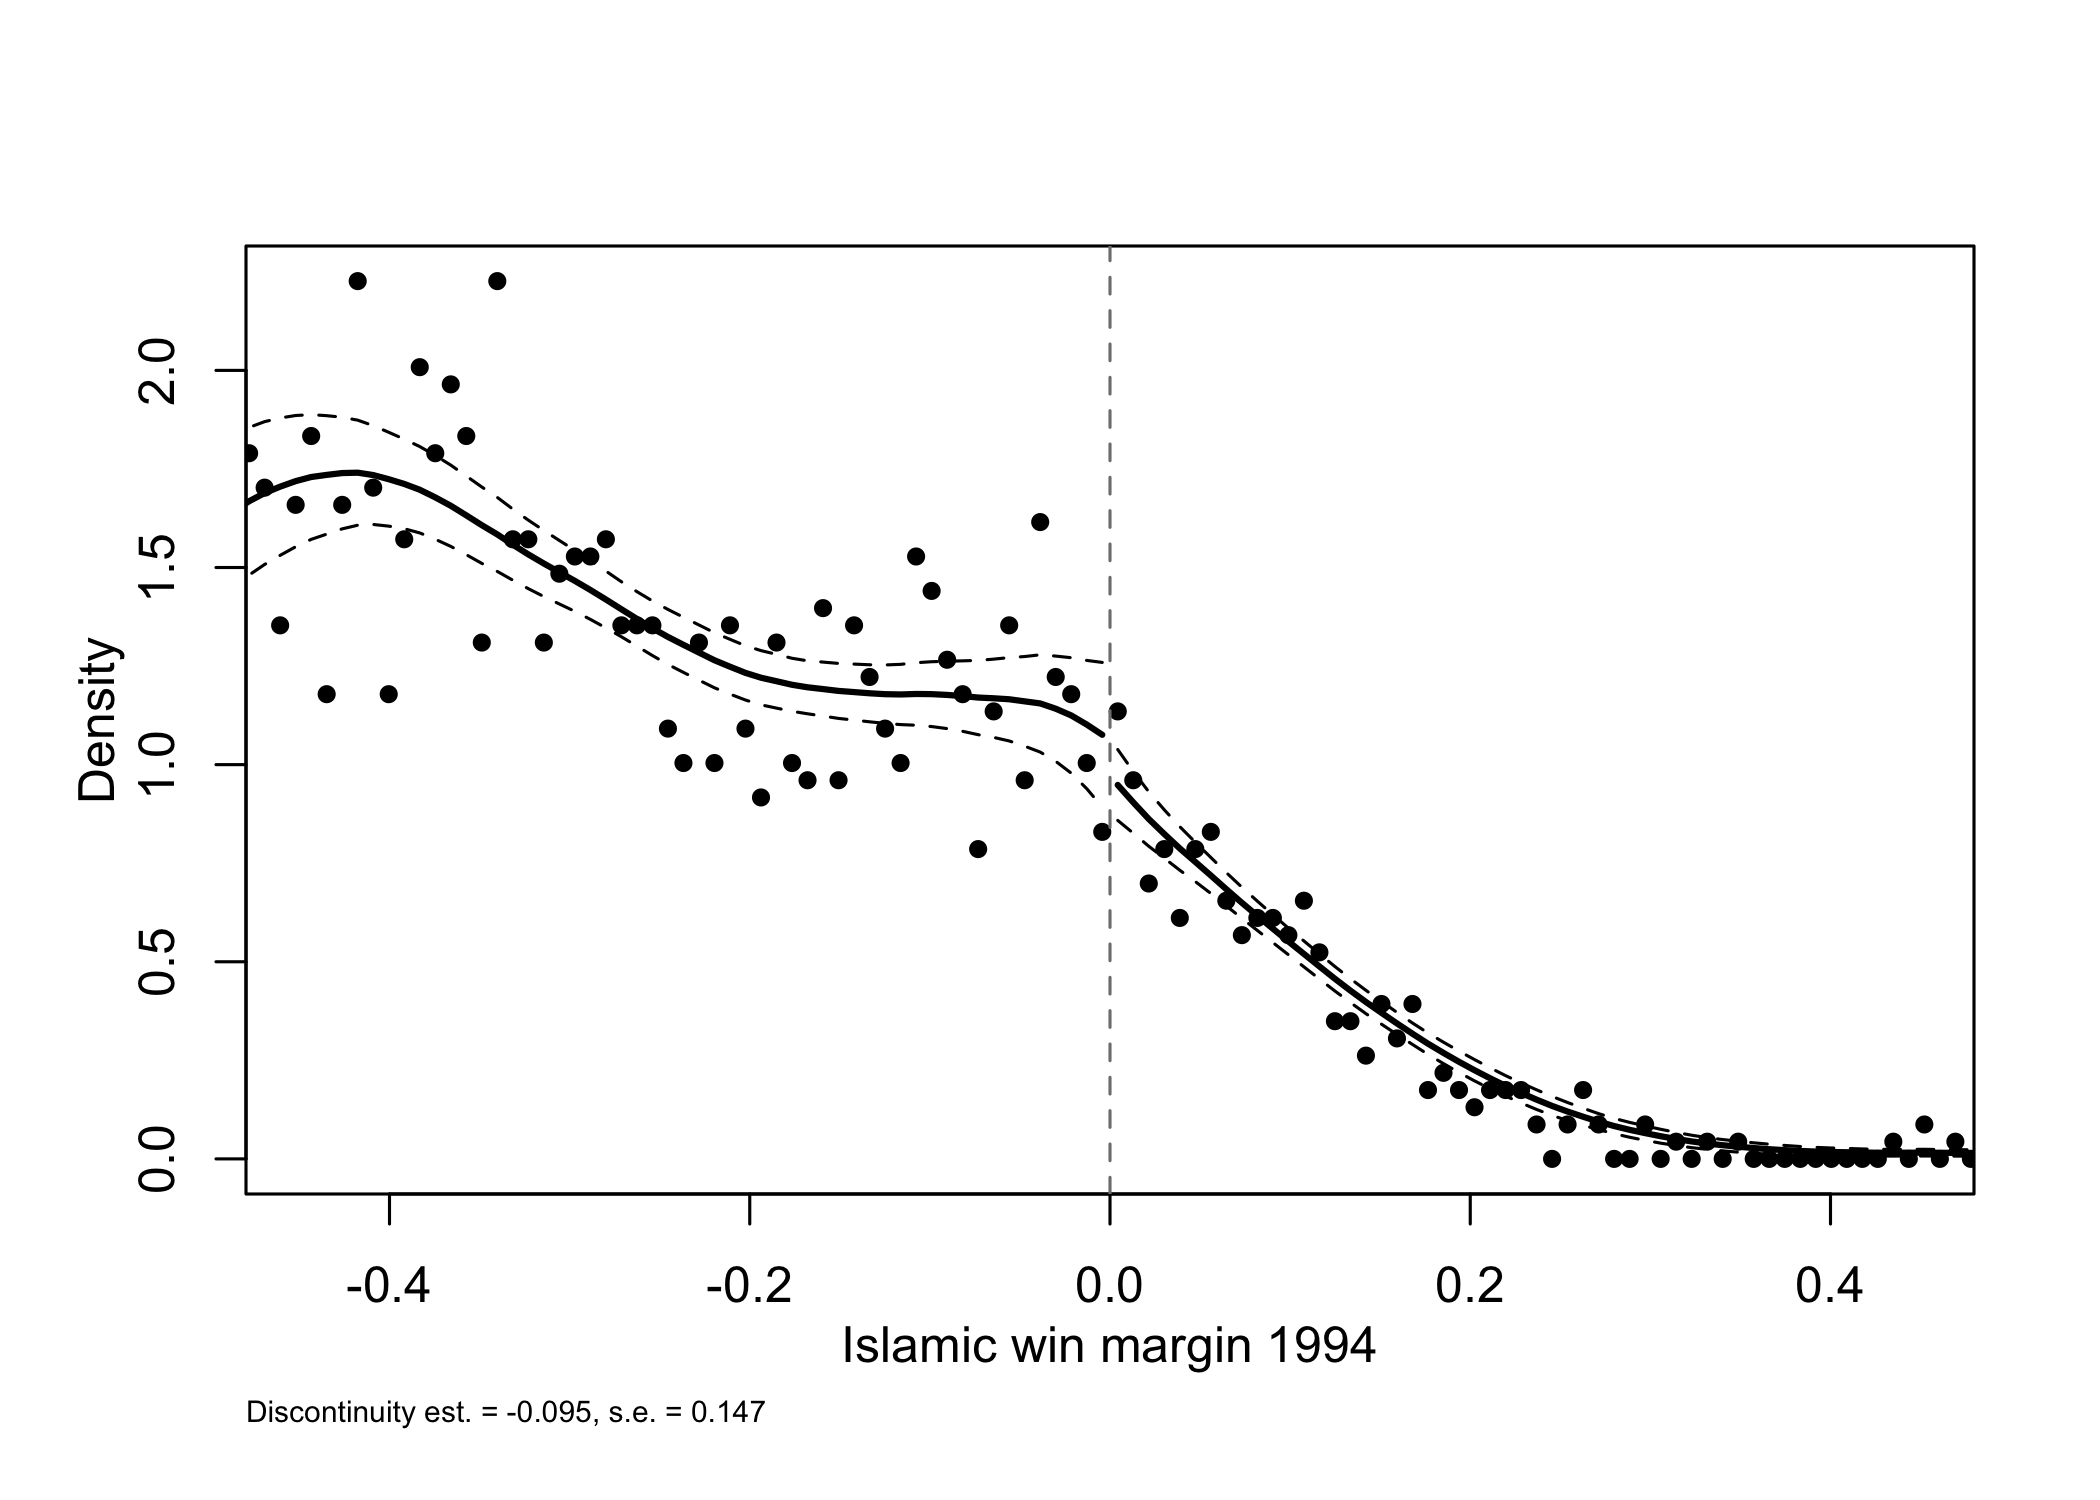 Density
2.0
1.5
1.0
0.5
0.0
-0.4 -0.2 0.0 0.2 0.4
Islamic win margin 1994
Discontinuity est. = -0.095, s.e. = 0.147